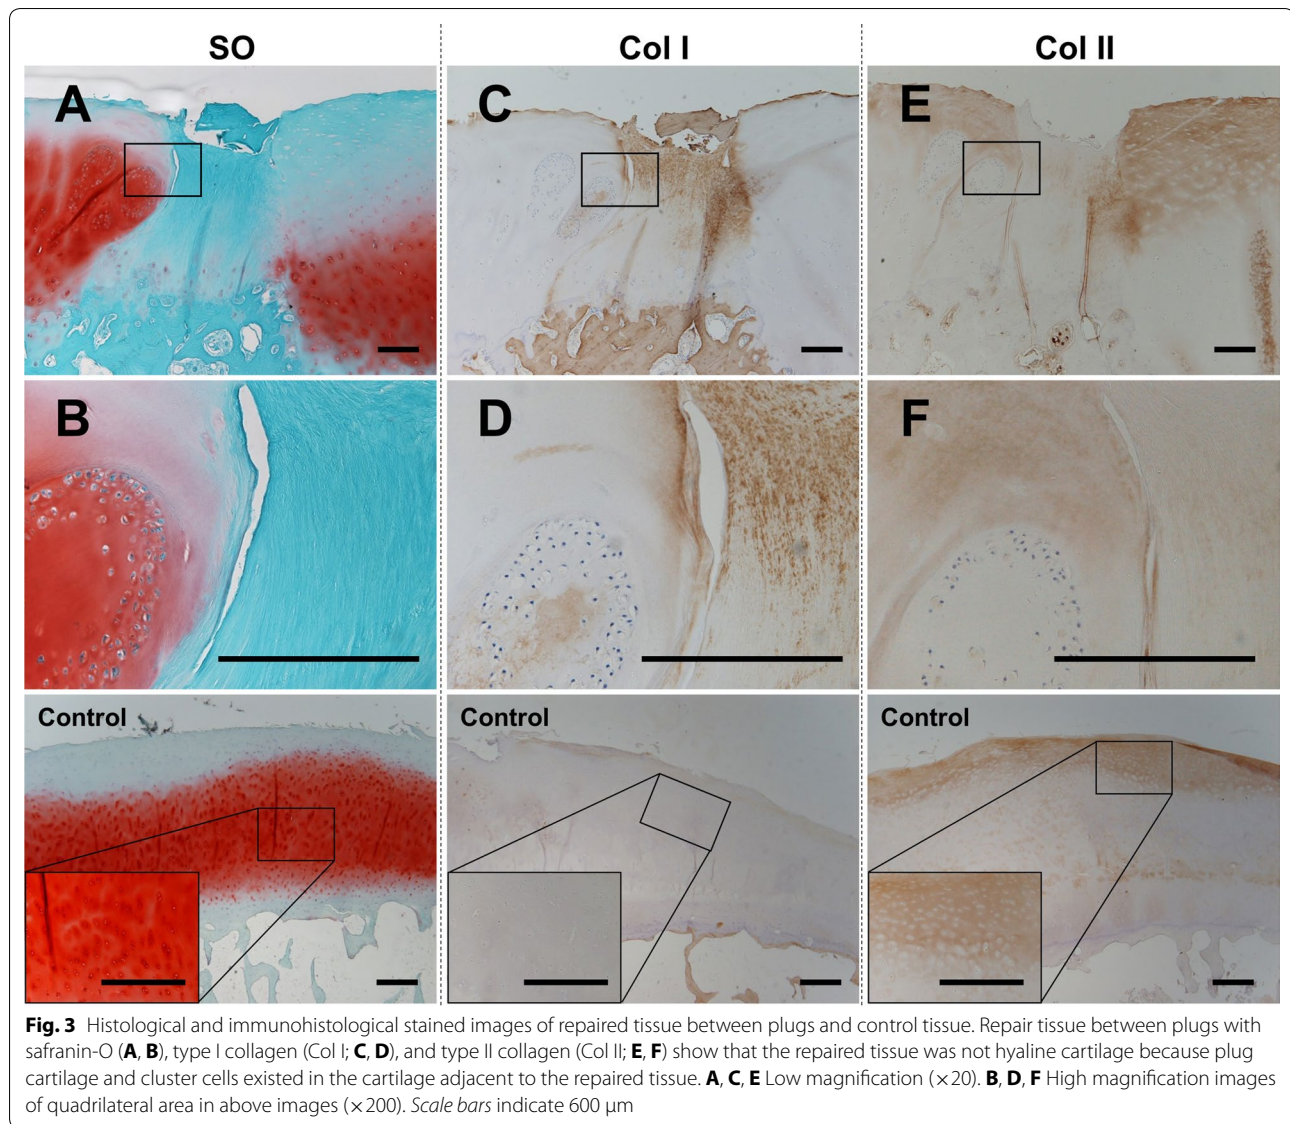 SO
Col I
Col II
A
C
E
B
D
F
Control
Control
Control
Fig. 3 Histological and immunohistological stained images of repaired tissue between plugs and control tissue. Repair tissue between plugs with
safranin-O (A, B), type I collagen (Col I; C, D), and type II collagen (Col II; E, F) show that the repaired tissue was not hyaline cartilage because plug
cartilage and cluster cells existed in the cartilage adjacent to the repaired tissue. A, C, E Low magnification (×20). B, D, F High magnification images
of quadrilateral area in above images (×200). Scale bars indicate 600 μm